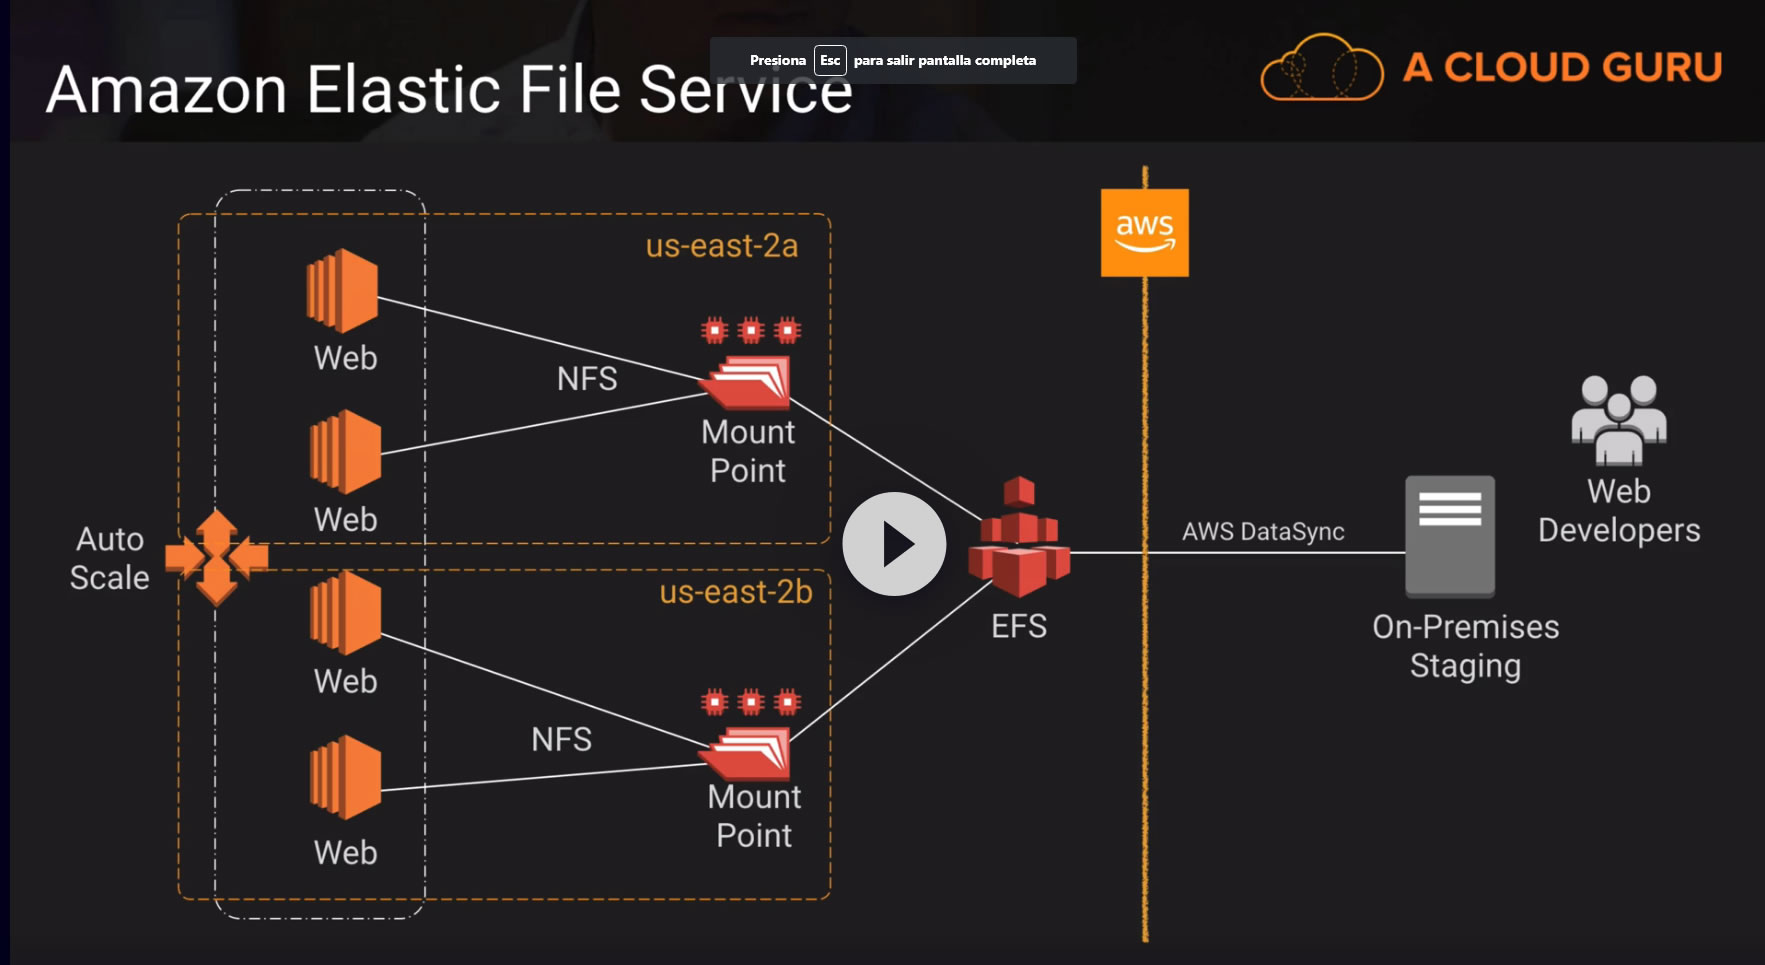 Presiona Esc para salir pantalla completa
Amazon Elastic File Service
A CLOUD GURU
aws
us-east-2a
Web
NFS
Mount
Point
Web
Auto
Scale
us-east-2b
Web
NFS
Mount
Point
Web
EFS
AWS DataSync
On-Premises
Staging
Web
Developers